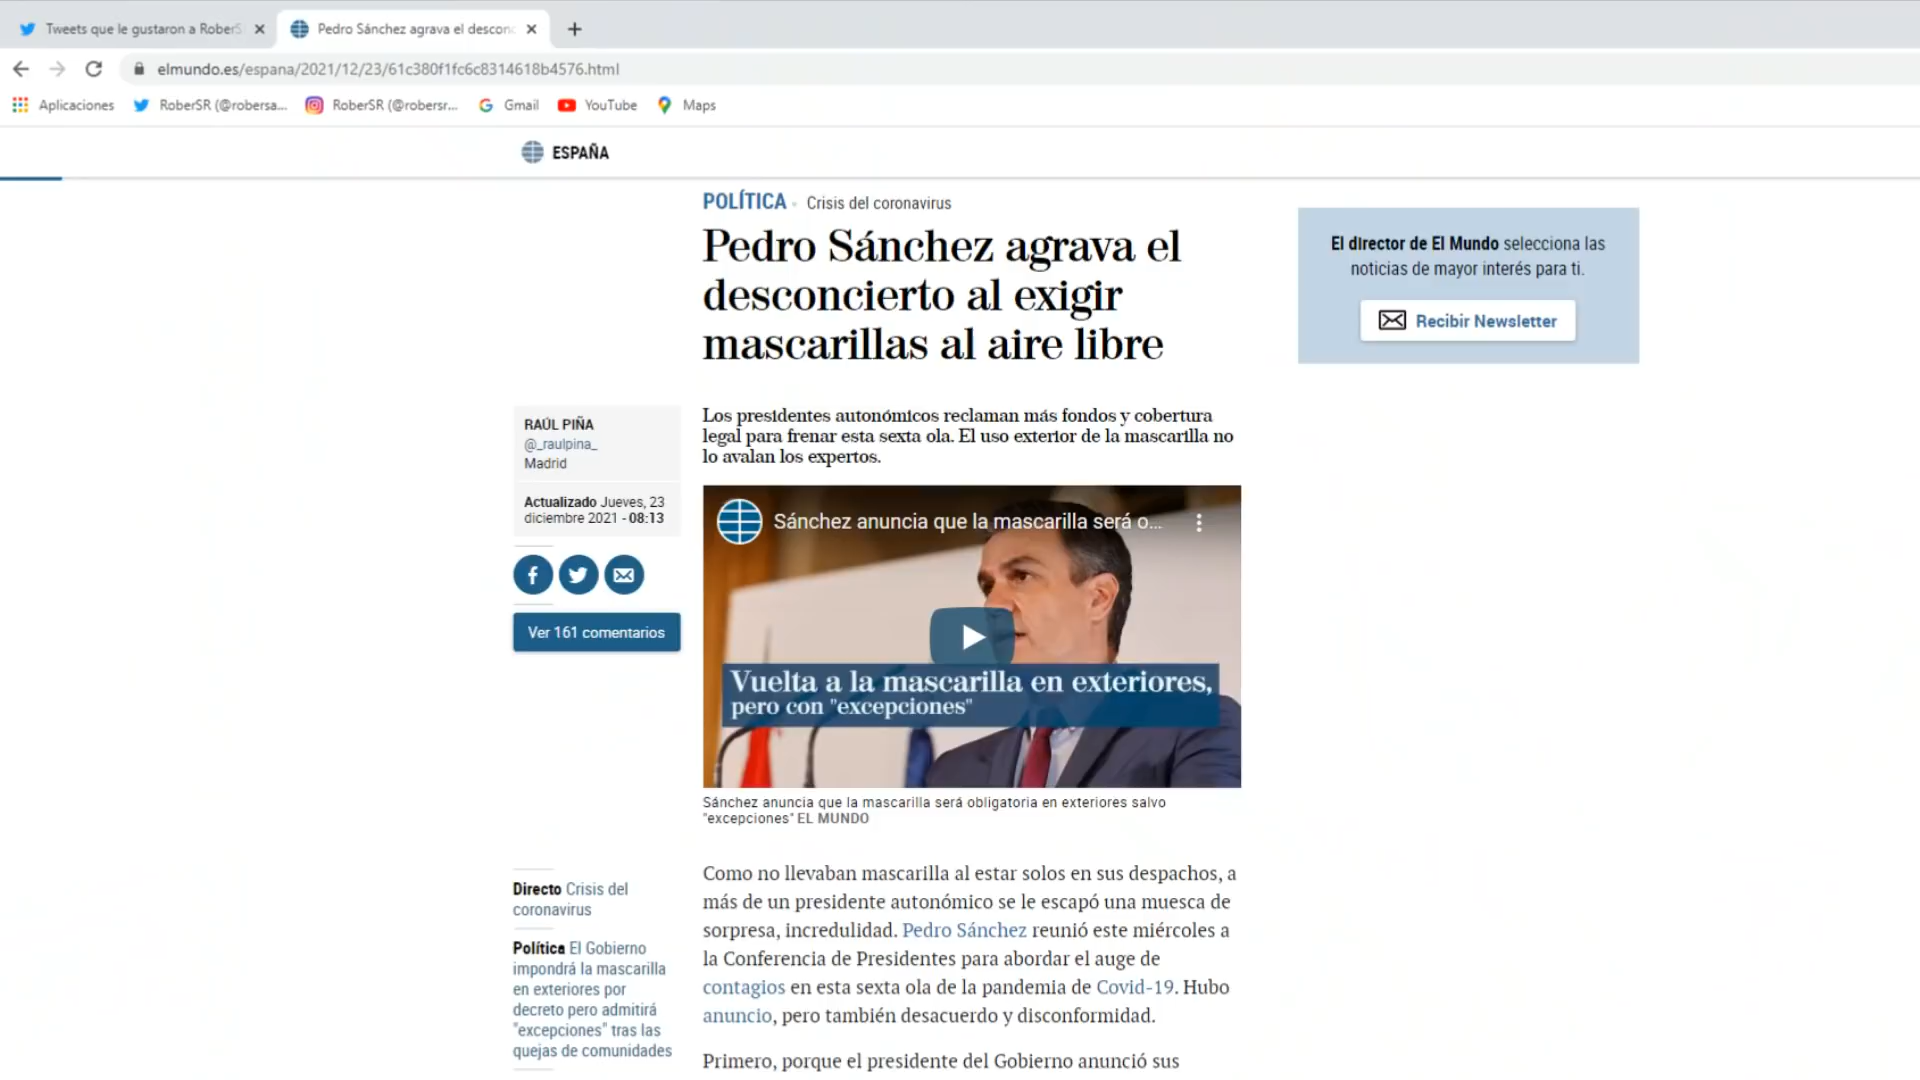 Tweets que le gustaron a RoberS
Pedro Sánchez agrava el descon
elmundo.es/espana/2021/12/23/61c380f1fc6c8314618b4576.html
Aplicaciones
RoberSR (@robersa...
RoberSR (@robersr...
Gmail
YouTube
Maps
ESPAÑA
POLÍTICA
Crisis del coronavirus
Pedro Sánchez agrava el
desconcierto al exigir
mascarillas al aire libre
El director de El Mundo selecciona las
noticias de mayor interés para ti.
Recibir Newsletter
RAÚL PIÑA
@_raulpina_
Madrid
Actualizado Jueves, 23
diciembre 2021 - 08:13
Ver 161 comentarios
Los presidentes autonómicos reclaman más fondos y cobertura
legal para frenar esta sexta ola. El uso exterior de la mascarilla no
lo avalan los expertos.
Sánchez anuncia que la mascarilla será o...
Vuelta a la mascarilla en exteriores,
pero con "excepciones"
Sánchez anuncia que la mascarilla será obligatoria en exteriores salvo
"excepciones" EL MUNDO
Directo Crisis del
coronavirus
Política El Gobierno
impondrá la mascarilla
en exteriores por
decreto pero admitirá
"excepciones" tras las
quejas de comunidades
Como no llevaban mascarilla al estar solos en sus despachos, a
más de un presidente autonómico se le escapó una muesca de
sorpresa, incredulidad. Pedro Sánchez reunió este miércoles a
la Conferencia de Presidentes para abordar el auge de
contagios en esta sexta ola de la pandemia de Covid-19. Hubo
anuncio, pero también desacuerdo y disconformidad.
Primero, porque el presidente del Gobierno anunció sus